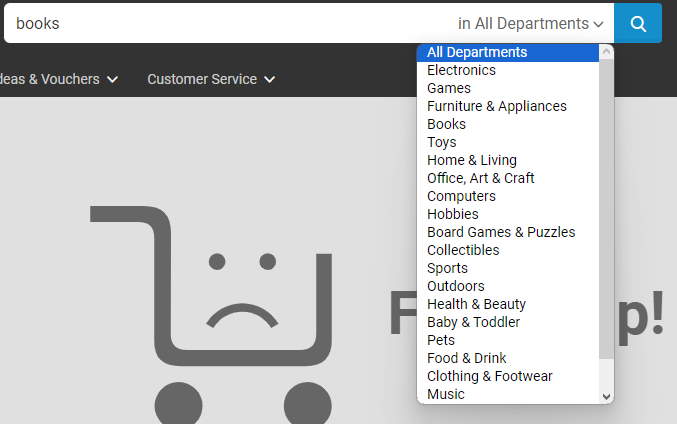 books
in All Departments
deas & Vouchers
Customer Service
All Departments
Electronics
Games
Furniture & Appliances
Books
Toys
Home & Living
Office, Art & Craft
Computers
Hobbies
Board Games & Puzzles
Collectibles
Sports
Outdoors
Health & Beauty
Baby & Toddler
Pets
Food & Drink
Clothing & Footwear
Music
F p!